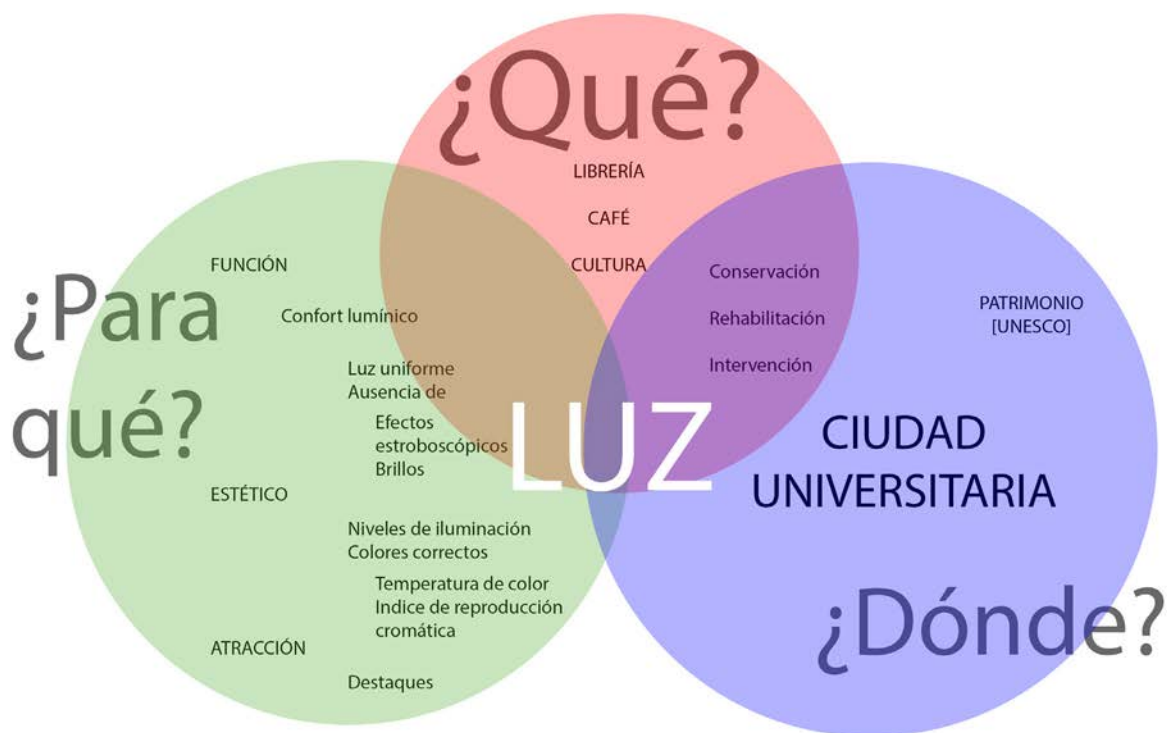 ¿Qué?
LIBRERÍA
CAFÉ
CULTURA
¿Para
qué?
FUNCIÓN
Confort lumínico
Luz uniforme
Ausencia de
Efectos
estroboscópicos
Brillos
ESTÉTICO
Niveles de iluminación
Colores correctos
Temperatura de color
Indice de reproducción
cromática
ATRACCIÓN
Destaques
LUZ
Conservación
Rehabilitación
Intervención
PATRIMONIO
[UNESCO]
CIUDAD
UNIVERSITARIA
¿Dónde?